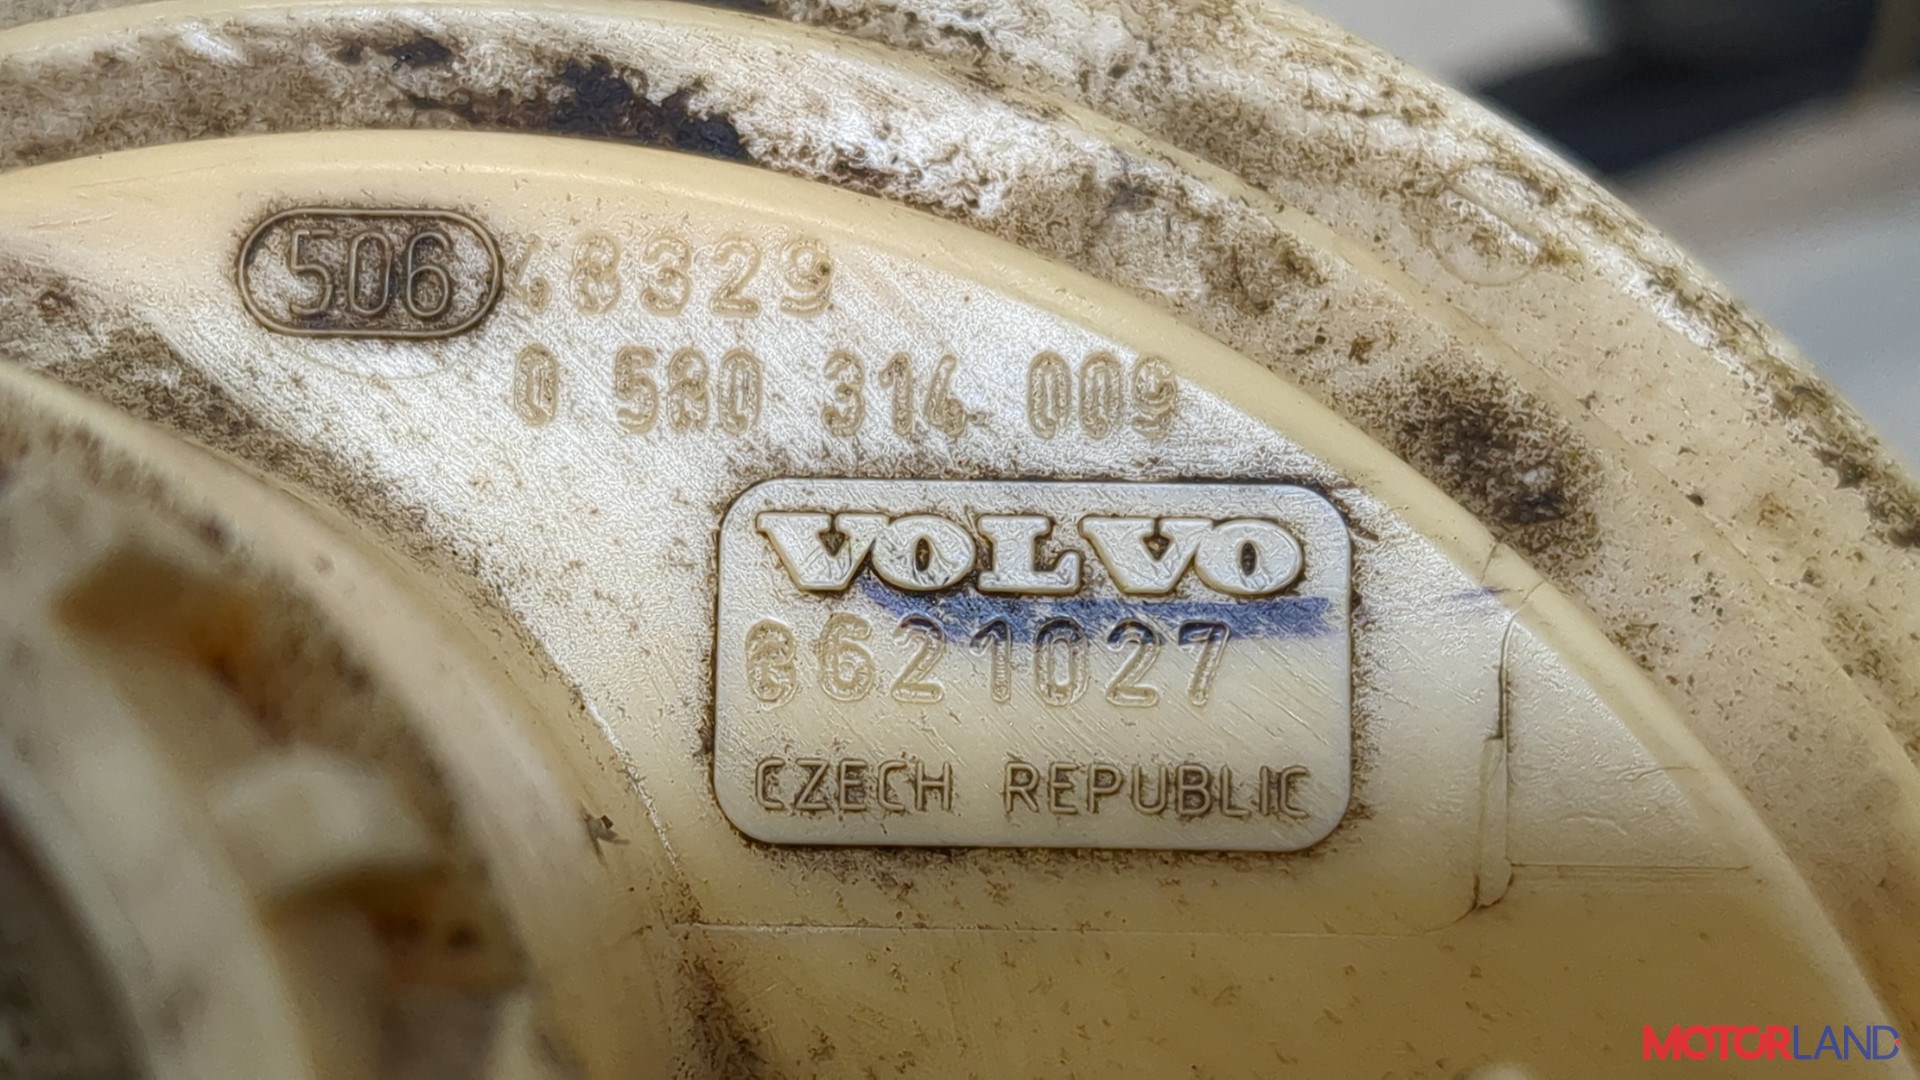 506 48329
0 580 314 009
VOLVO
8621027
CZECH REPUBLIC
MOTORLAND